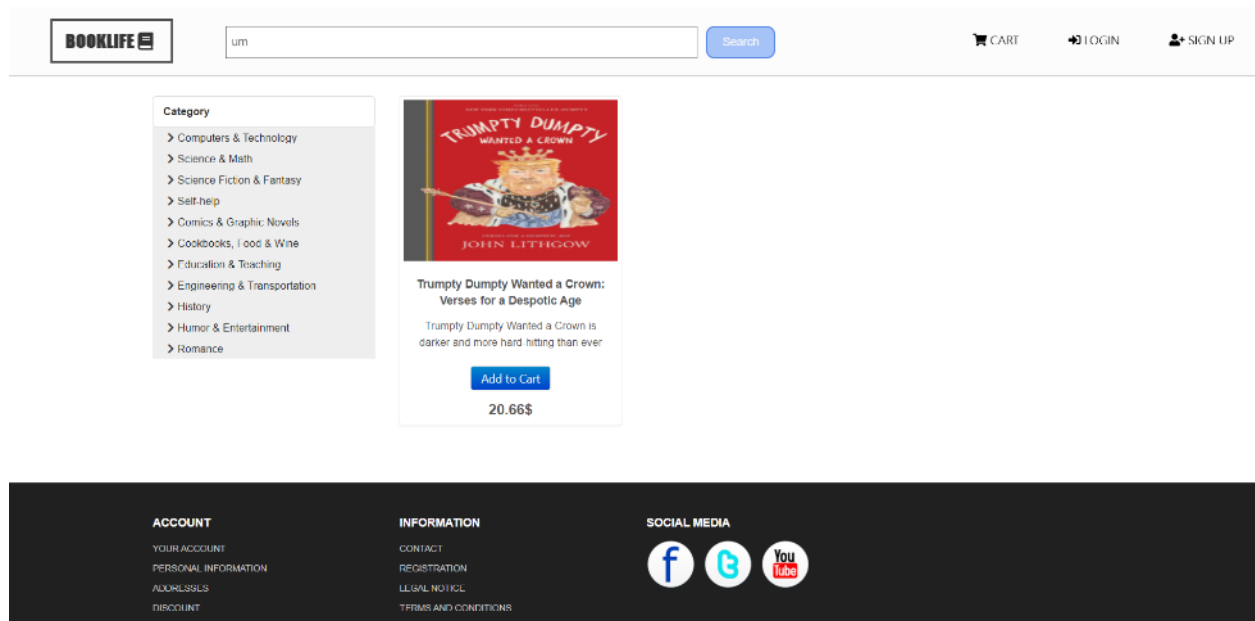 BOOKLIFE
um
Search
CART
LOGIN
SIGN UP
Category
Computers & Technology
Science & Math
Science Fiction & Fantasy
Self-help
Comics & Graphic Novels
Cookbooks, Food & Wine
Education & Teaching
Engineering & Transportation
History
Humor & Entertainment
Romance
TRUMPTY DUMPTY
WANTED A CROWN
VERSES FOR A DESPOTIC AGE
JOHN LITHGOW
Trumpty Dumpty Wanted a Crown:
Verses for a Despotic Age
Trumpty Dumpty Wanted a Crown is
darker and more hard hitting than ever
Add to Cart
20.66$
ACCOUNT
YOUR ACCOUNT
PERSONAL INFORMATION
ADDRESSES
DISCOUNT
INFORMATION
CONTACT
REGISTRATION
LEGAL NOTICE
TERMS AND CONDITIONS
SOCIAL MEDIA
f
t
You
Tube